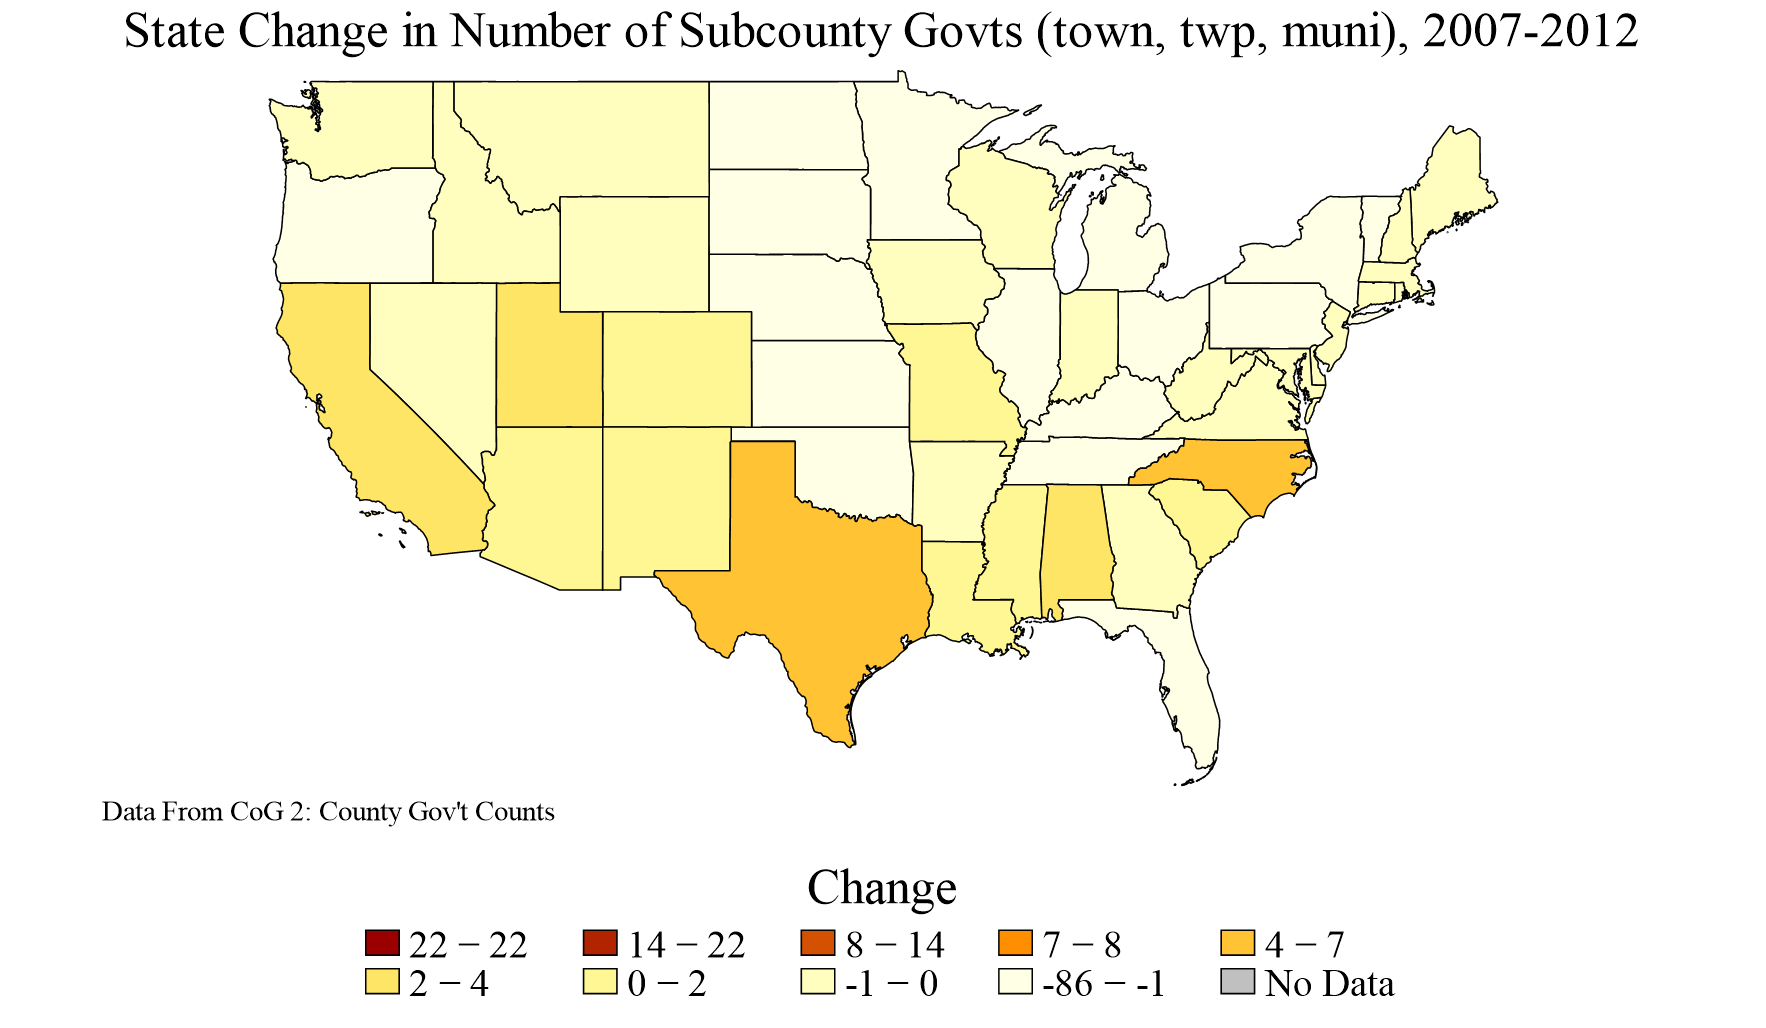 State Change in Number of Subcounty Govts (town, twp, muni), 2007-2012
Data From CoG 2: County Gov't Counts
Change
22 − 22 14 − 22 8 − 14 7 − 8 4 − 7
2 − 4 0 − 2 -1 − 0 -86 − -1 No Data